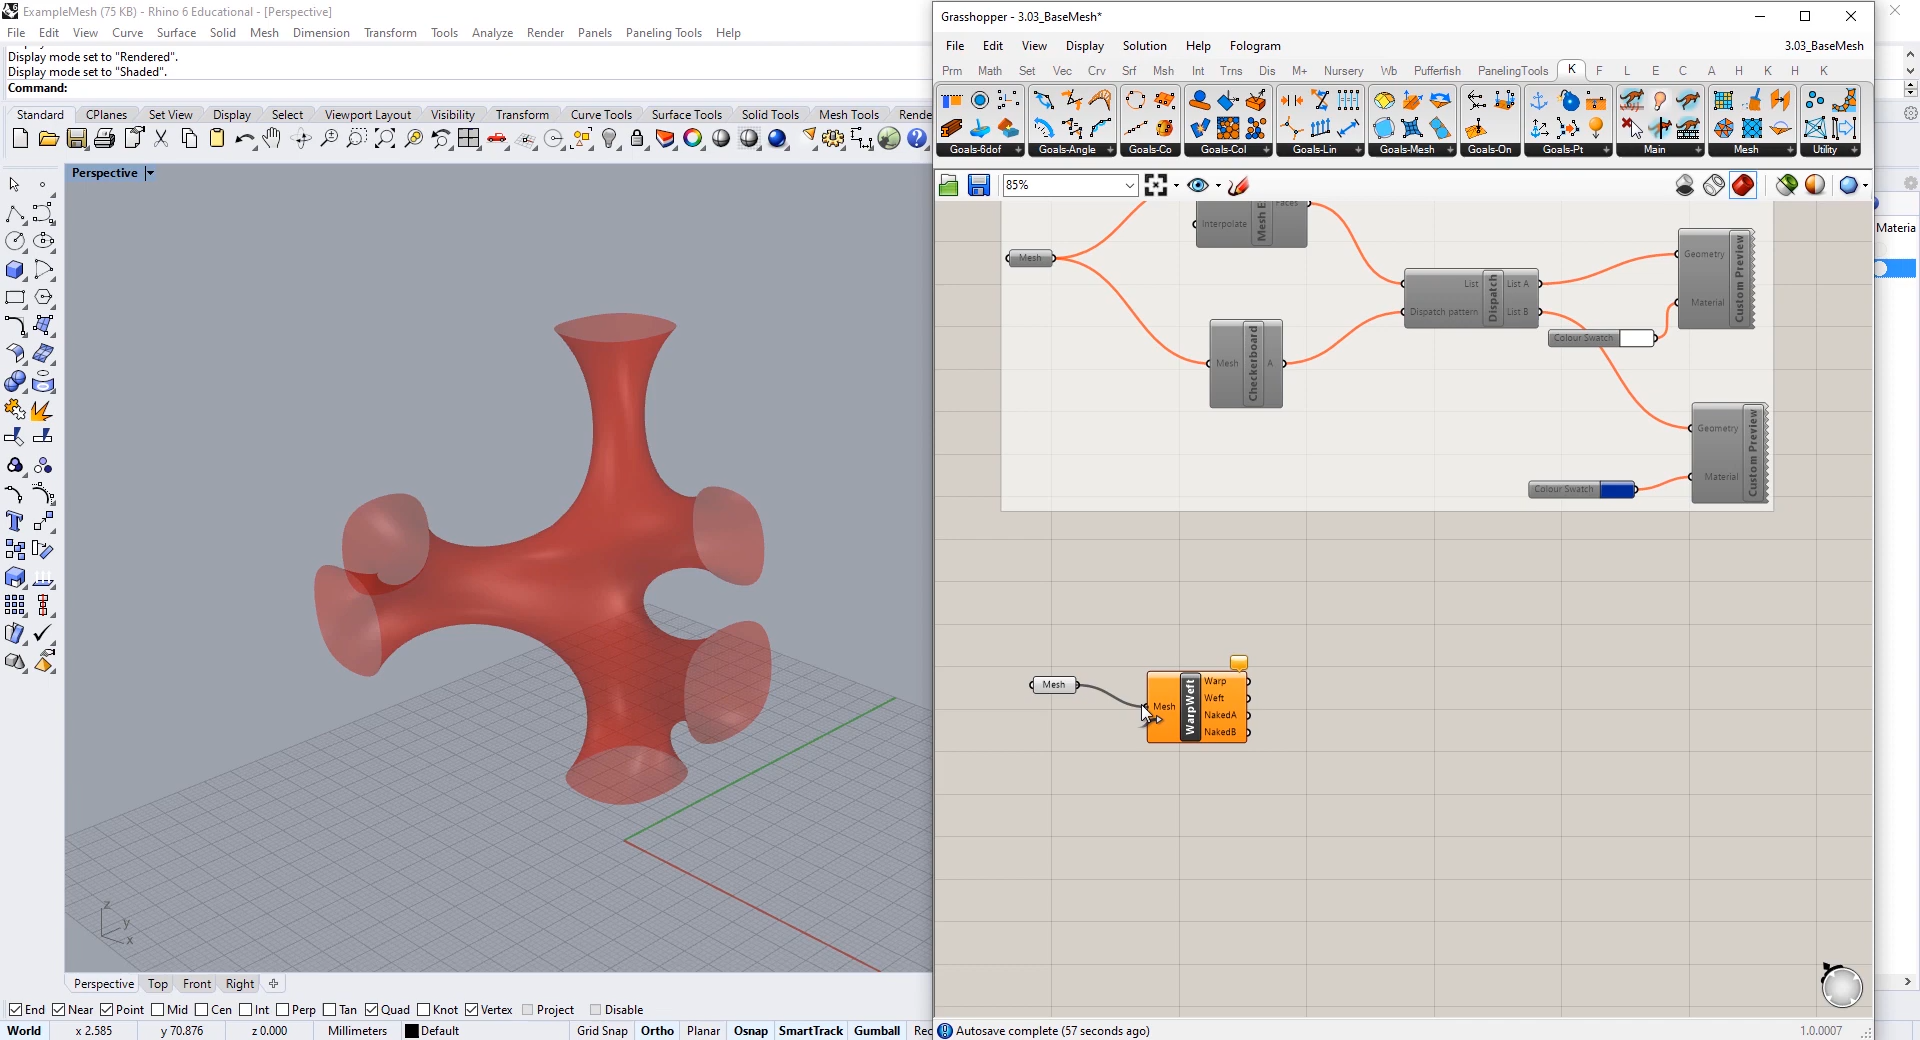 ExampleMesh (75 KB) - Rhino 6 Educational - [Perspective]
File Edit View Curve Surface Solid Mesh Dimension Transform Tools Analyze Render Panels Paneling Tools Help
Display mode set to "Rendered".
Display mode set to "Shaded".
Command:
Standard CPlanes Set View Display Select Viewport Layout Visibility Transform Curve Tools Surface Tools Solid Tools Mesh Tools Rende
Perspective
z
y
x
Perspective Top Front Right
End Near Point Mid Cen Int Perp Tan Quad Knot Vertex Project Disable
World x 2.585 y 70.876 z 0.000 Millimeters Default Grid Snap Ortho Planar Osnap SmartTrack Gumball Rec
Grasshopper - 3.03_BaseMesh*
File Edit View Display Solution Help Fologram 3.03_BaseMesh
Prm Math Set Vec Crv Srf Msh Int Trns Dis M+ Nursery Wb Pufferfish PanelingTools K F L E C A H K H K
Goals-6dof Goals-Angle Goals-Co Goals-Col Goals-Lin Goals-Mesh Goals-On Goals-Pt Main Mesh Utility
85%
Interpolate Mesh E Faces
Mesh
List Dispatch pattern Dispatch List A List B
Geometry Material Custom Preview
Colour Swatch
Mesh Checkerboard A
Geometry Material Custom Preview
Colour Swatch
Mesh
Mesh WarpWeft Warp Weft NakedA NakedB
Autosave complete (57 seconds ago) 1.0.0007
Materia